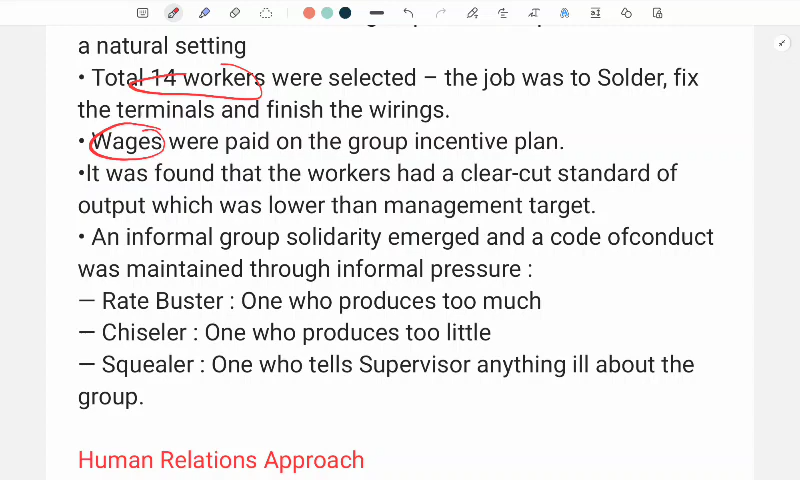 a natural setting
• Total 14 workers were selected – the job was to Solder, fix
the terminals and finish the wirings.
• Wages were paid on the group incentive plan.
•It was found that the workers had a clear-cut standard of
output which was lower than management target.
• An informal group solidarity emerged and a code ofconduct
was maintained through informal pressure :
— Rate Buster : One who produces too much
— Chiseler : One who produces too little
— Squealer : One who tells Supervisor anything ill about the
group.
Human Relations Approach